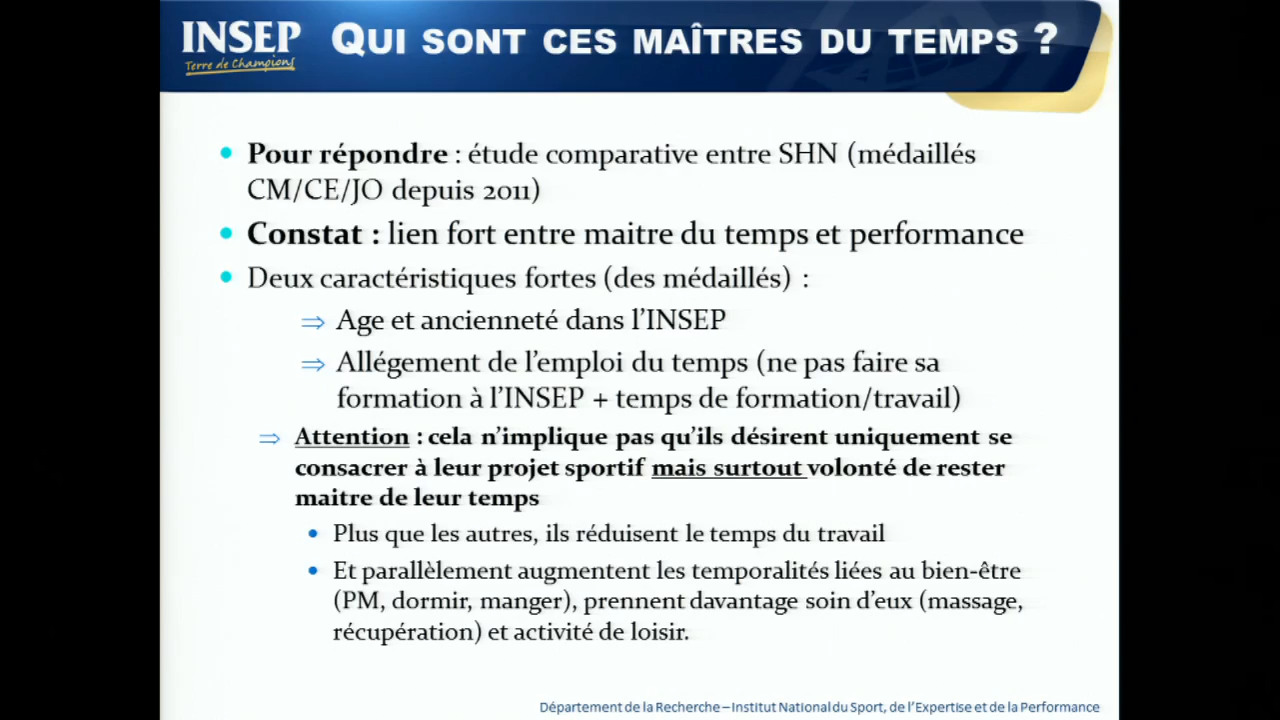 INSEP
Terre de Champions
QUI SONT CES MAÎTRES DU TEMPS ?
Pour répondre : étude comparative entre SHN (médaillés
CM/CE/JO depuis 2011)
Constat : lien fort entre maitre du temps et performance
Deux caractéristiques fortes (des médaillés) :
⇒ Age et ancienneté dans l'INSEP
⇒ Allégement de l'emploi du temps (ne pas faire sa
formation à l'INSEP + temps de formation/travail)
⇒ Attention : cela n'implique pas qu'ils désirent uniquement se
consacrer à leur projet sportif mais surtout volonté de rester
maitre de leur temps
• Plus que les autres, ils réduisent le temps du travail
• Et parallèlement augmentent les temporalités liées au bien-être
(PM, dormir, manger), prennent davantage soin d'eux (massage,
récupération) et activité de loisir.
Département de la Recherche – Institut National du Sport, de l'Expertise et de la Performance